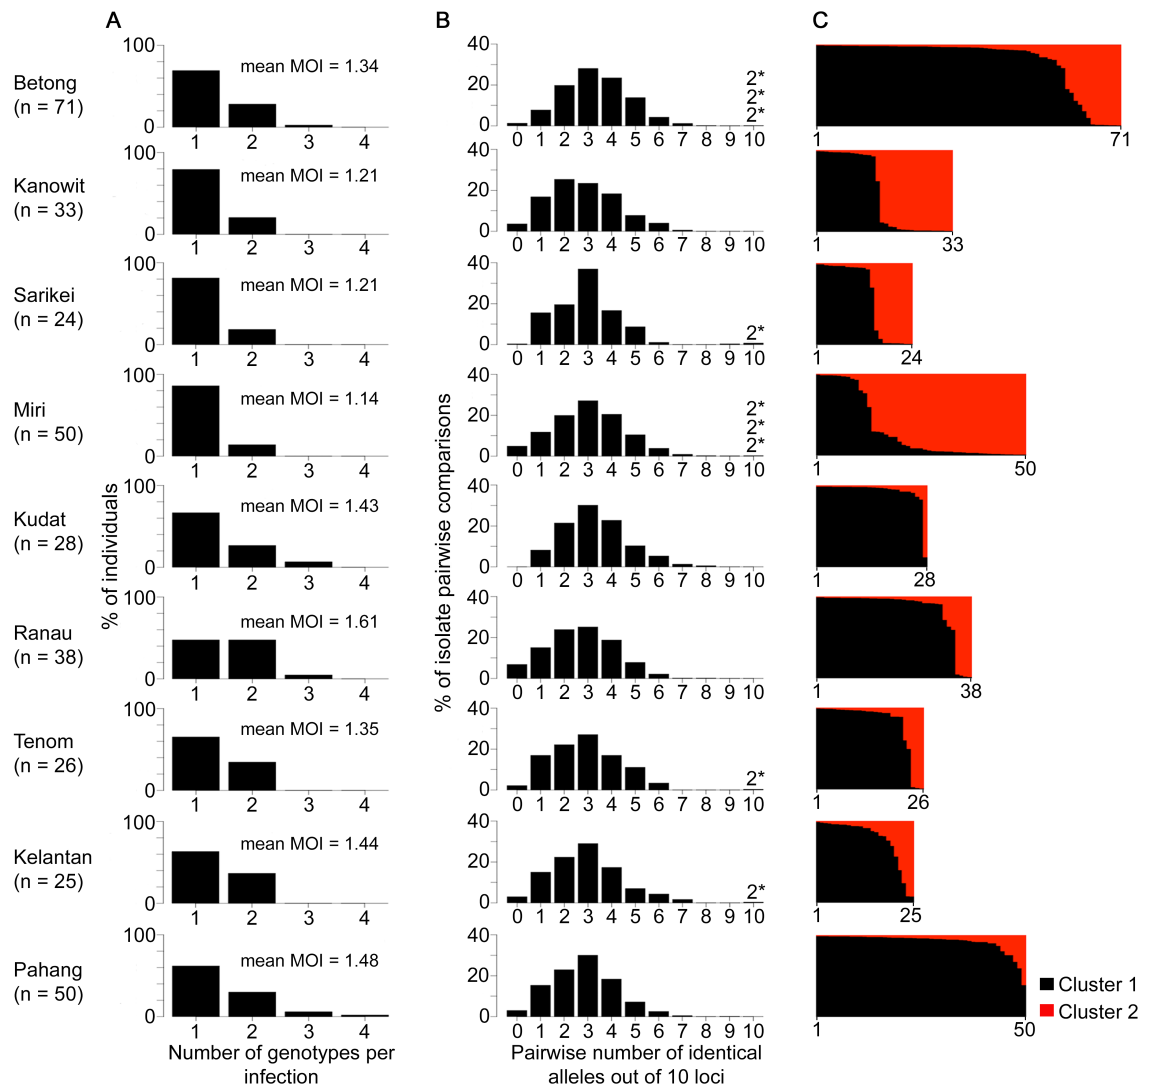 A
B
C
Betong
(n = 71)
100
0
mean MOI = 1.34
1 2 3 4
40
20
0
2*
2*
2*
0 1 2 3 4 5 6 7 8 9 10
1 71
Kanowit
(n = 33)
100
0
mean MOI = 1.21
1 2 3 4
40
20
0
0 1 2 3 4 5 6 7 8 9 10
1 33
Sarikei
(n = 24)
100
0
mean MOI = 1.21
1 2 3 4
40
20
0
2*
0 1 2 3 4 5 6 7 8 9 10
1 24
Miri
(n = 50)
100
0
mean MOI = 1.14
1 2 3 4
40
20
0
2*
2*
2*
0 1 2 3 4 5 6 7 8 9 10
1 50
Kudat
(n = 28)
100
0
mean MOI = 1.43
1 2 3 4
40
20
0
0 1 2 3 4 5 6 7 8 9 10
1 28
Ranau
(n = 38)
100
0
mean MOI = 1.61
1 2 3 4
40
20
0
0 1 2 3 4 5 6 7 8 9 10
1 38
Tenom
(n = 26)
100
0
mean MOI = 1.35
1 2 3 4
40
20
0
2*
0 1 2 3 4 5 6 7 8 9 10
1 26
Kelantan
(n = 25)
100
0
mean MOI = 1.44
1 2 3 4
40
20
0
2*
0 1 2 3 4 5 6 7 8 9 10
1 25
Pahang
(n = 50)
100
0
mean MOI = 1.48
1 2 3 4
40
20
0
0 1 2 3 4 5 6 7 8 9 10
1 50
% of individuals
% of isolate pairwise comparisons
Number of genotypes per
infection
Pairwise number of identical
alleles out of 10 loci
Cluster 1
Cluster 2